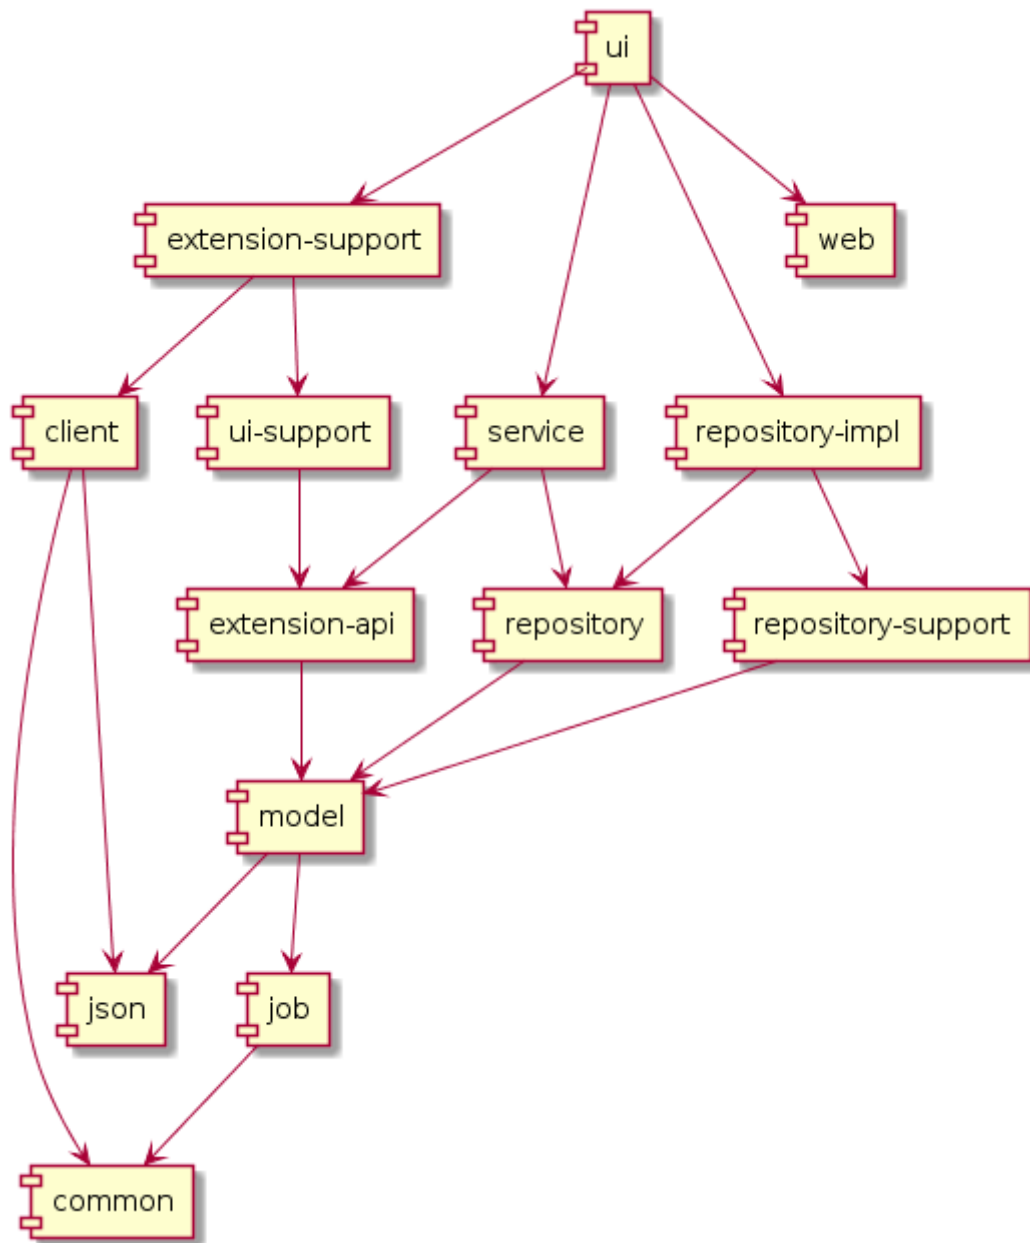 ui
extension-support
web
client
ui-support
service
repository-impl
extension-api
repository
repository-support
model
json
job
common